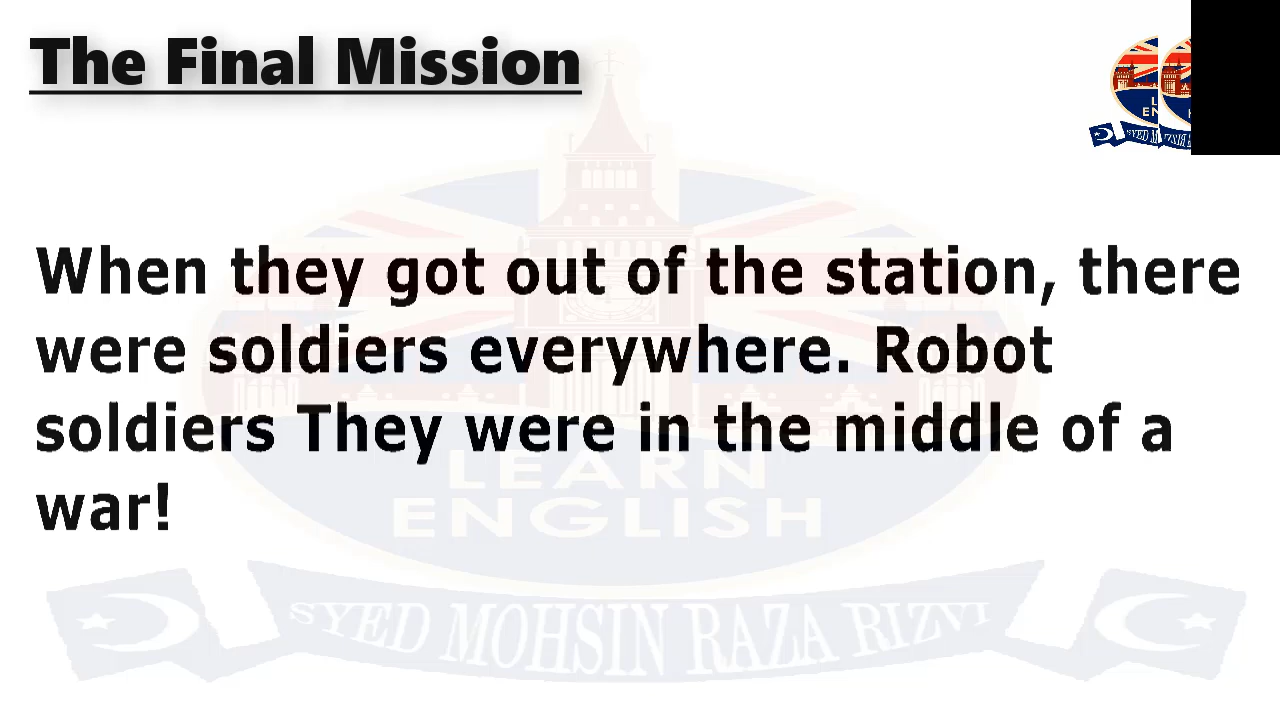 The Final Mission
When they got out of the station, there
were soldiers everywhere. Robot
soldiers They were in the middle of a
war!
LEARN
ENGLISH
SYED MOHSIN RAZA RIZVI